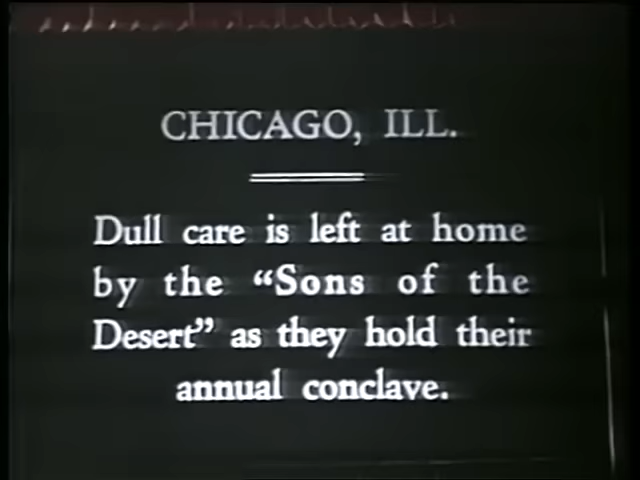 CHICAGO, ILL.
Dull care is left at home
by the “Sons of the
Desert” as they hold their
annual conclave.